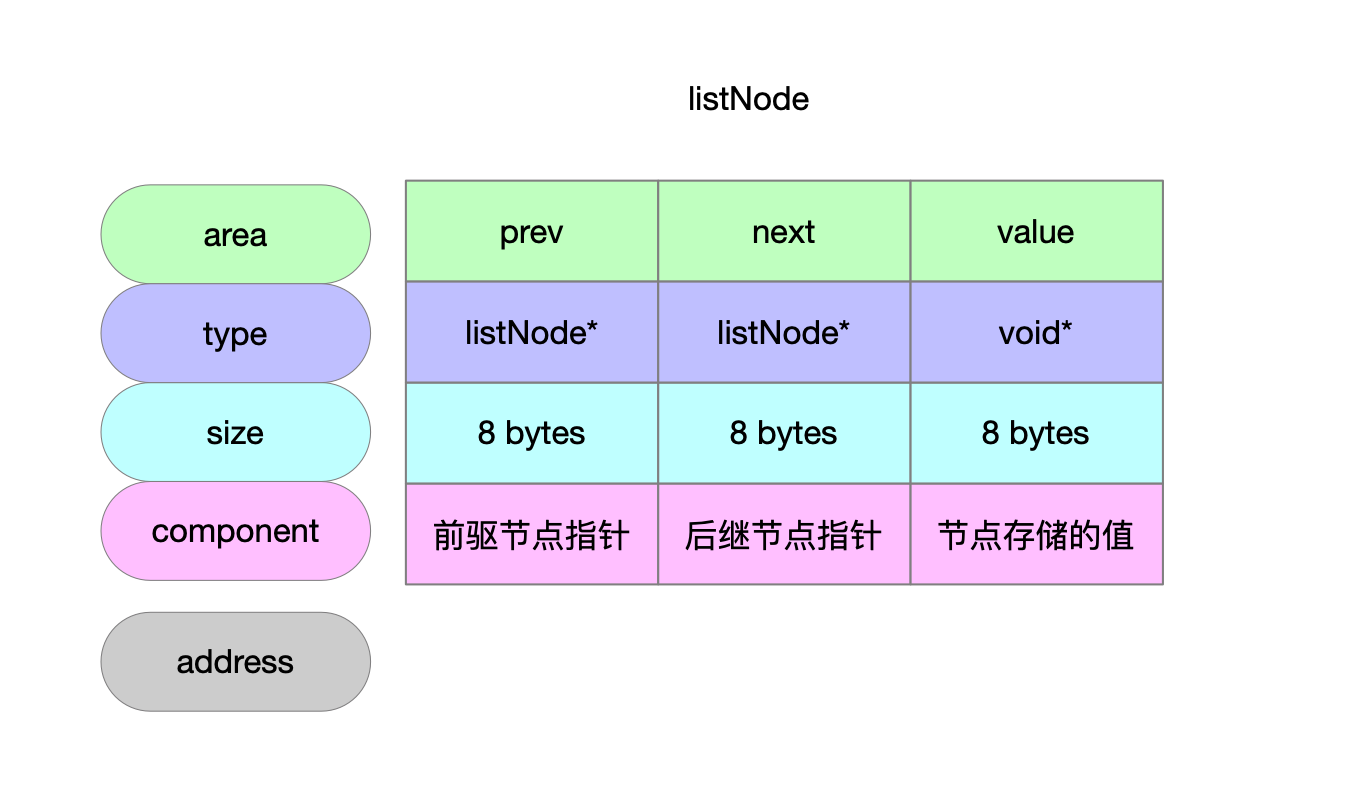 listNode
area
prev
next
value
type
listNode*
listNode*
void*
size
8 bytes
8 bytes
8 bytes
component
前驱节点指针
后继节点指针
节点存储的值
address